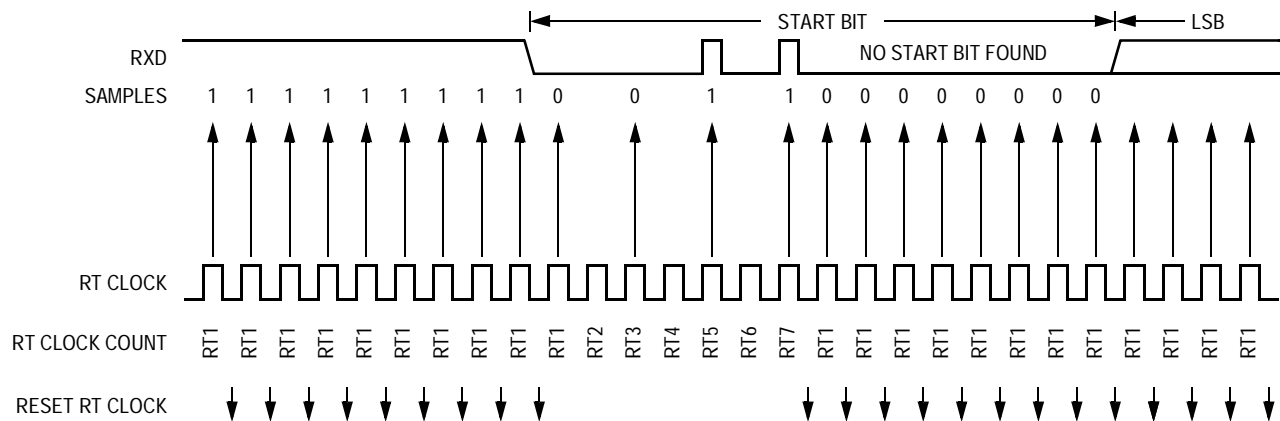 START BIT LSB
RXD NO START BIT FOUND
SAMPLES 1 1 1 1 1 1 1 1 1 0 0 1 1 0 0 0 0 0 0 0 0
RT CLOCK
RT CLOCK COUNT RT1 RT1 RT1 RT1 RT1 RT1 RT1 RT1 RT1 RT1 RT2 RT3 RT4 RT5 RT6 RT7 RT1 RT1 RT1 RT1 RT1 RT1 RT1 RT1 RT1 RT1 RT1 RT1
RESET RT CLOCK